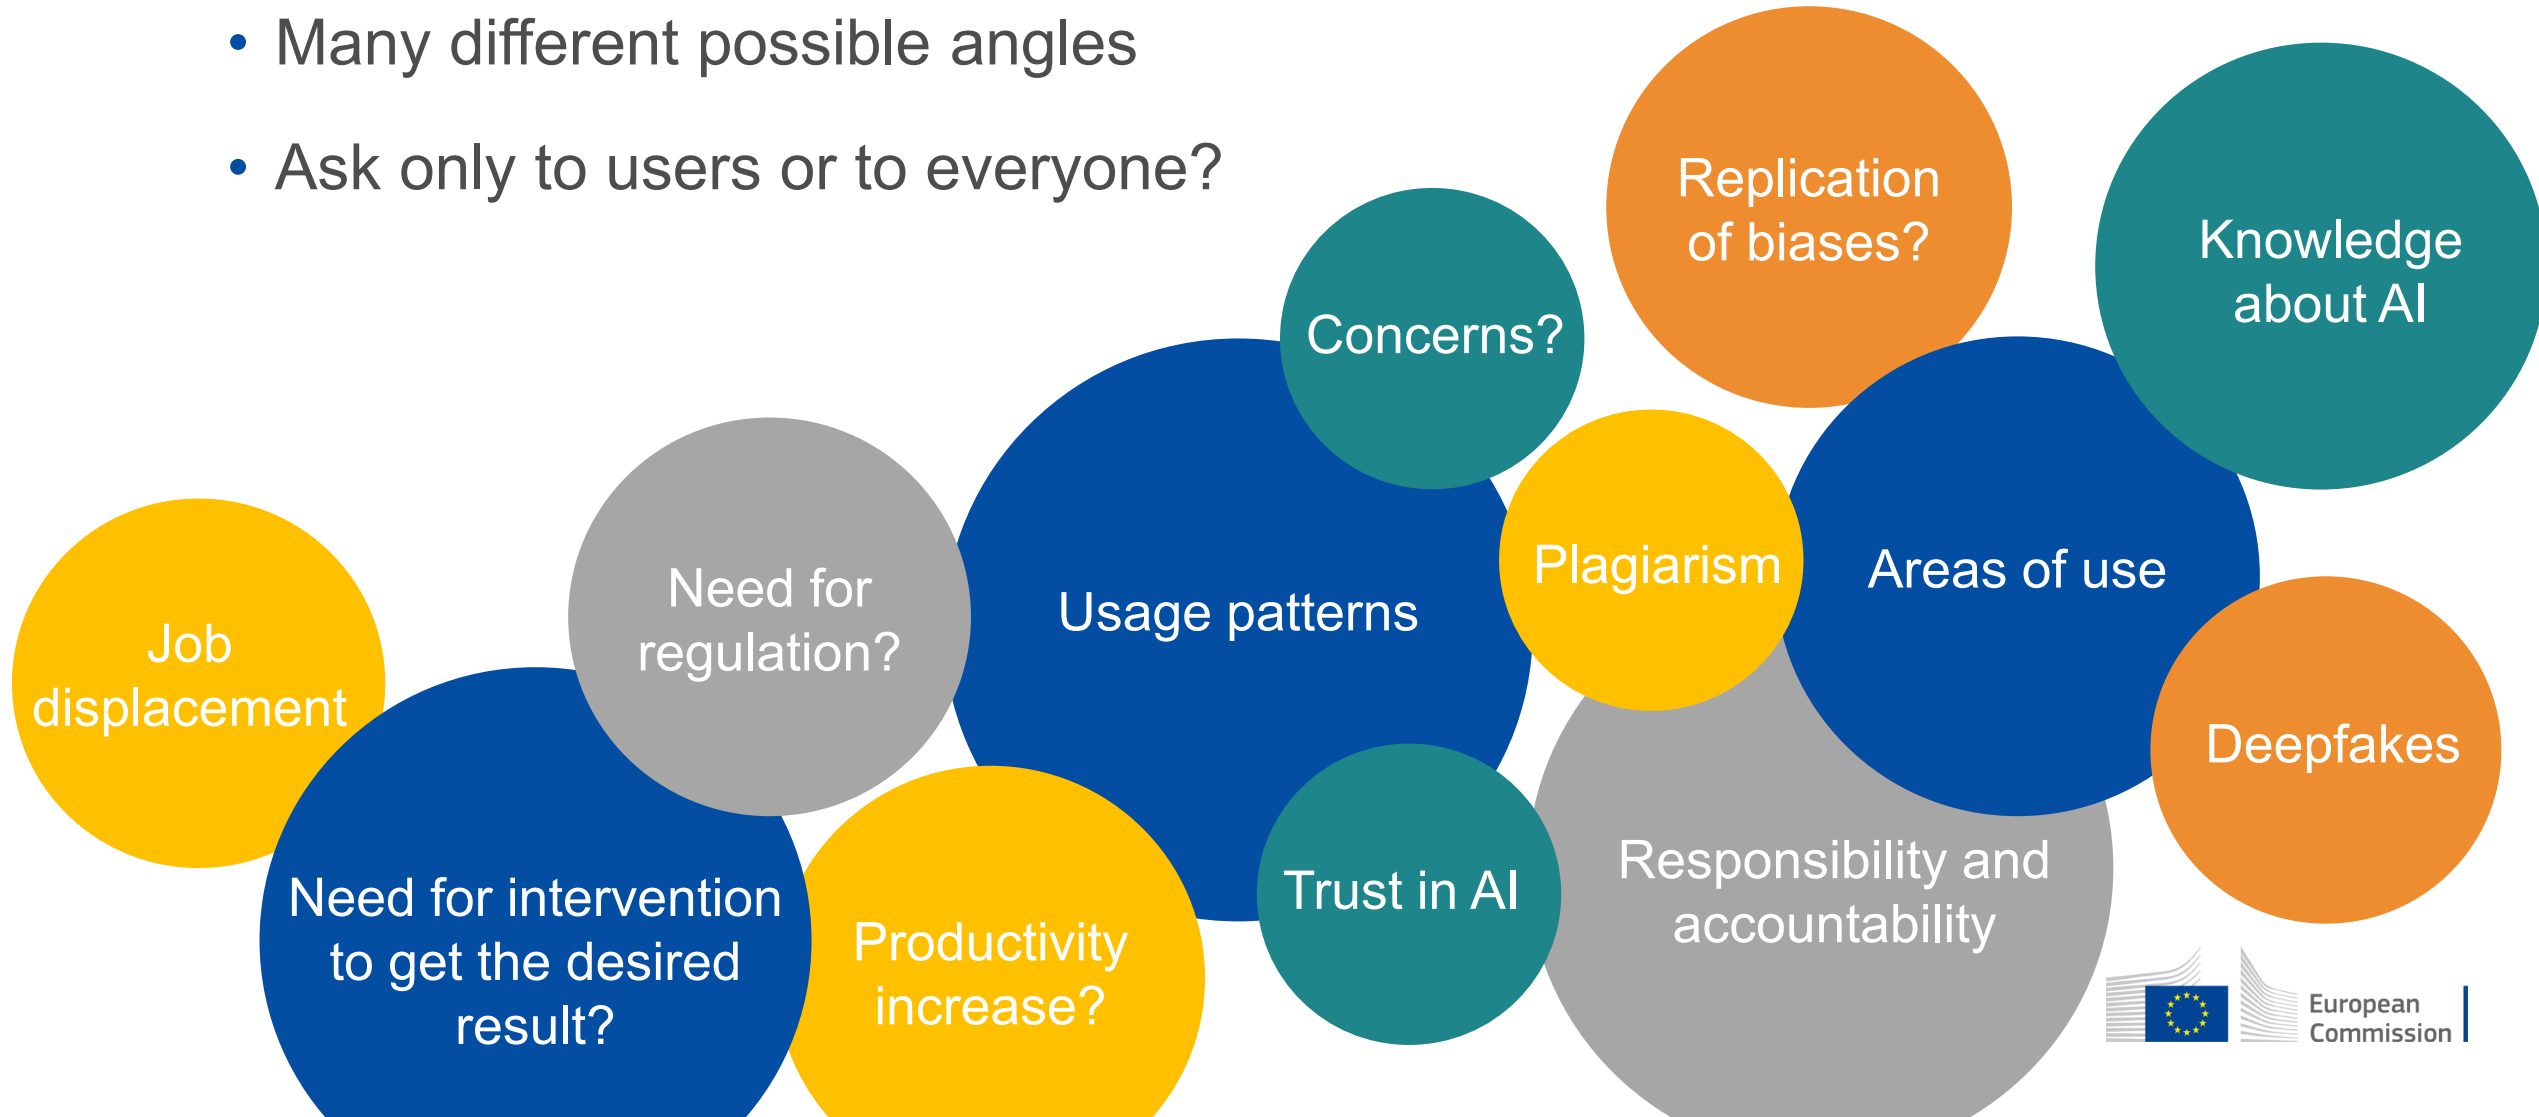 • Many different possible angles
• Ask only to users or to everyone?
Replication
of biases?
Knowledge
about AI
Concerns?
Plagiarism
Areas of use
Need for
regulation?
Usage patterns
Job
displacement
Deepfakes
Need for intervention
to get the desired
result?
Productivity
increase?
Trust in AI
Responsibility and
accountability
European
Commission